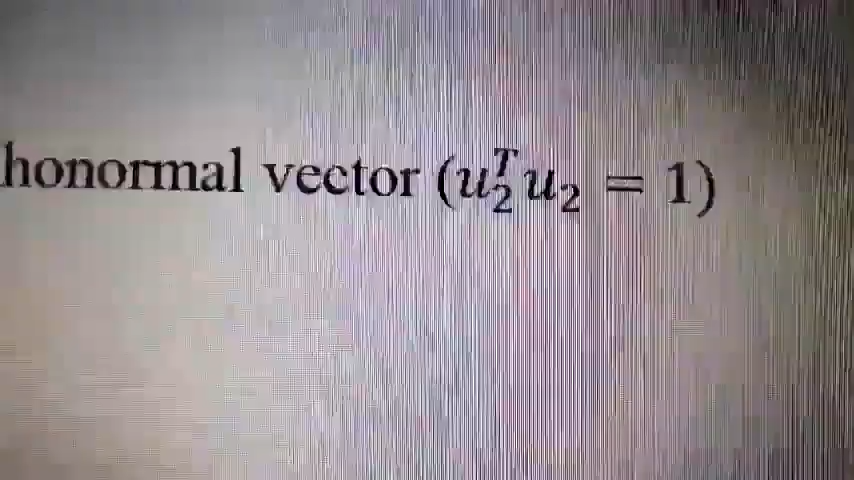 honormal vector (u₂ᵀu₂ = 1)